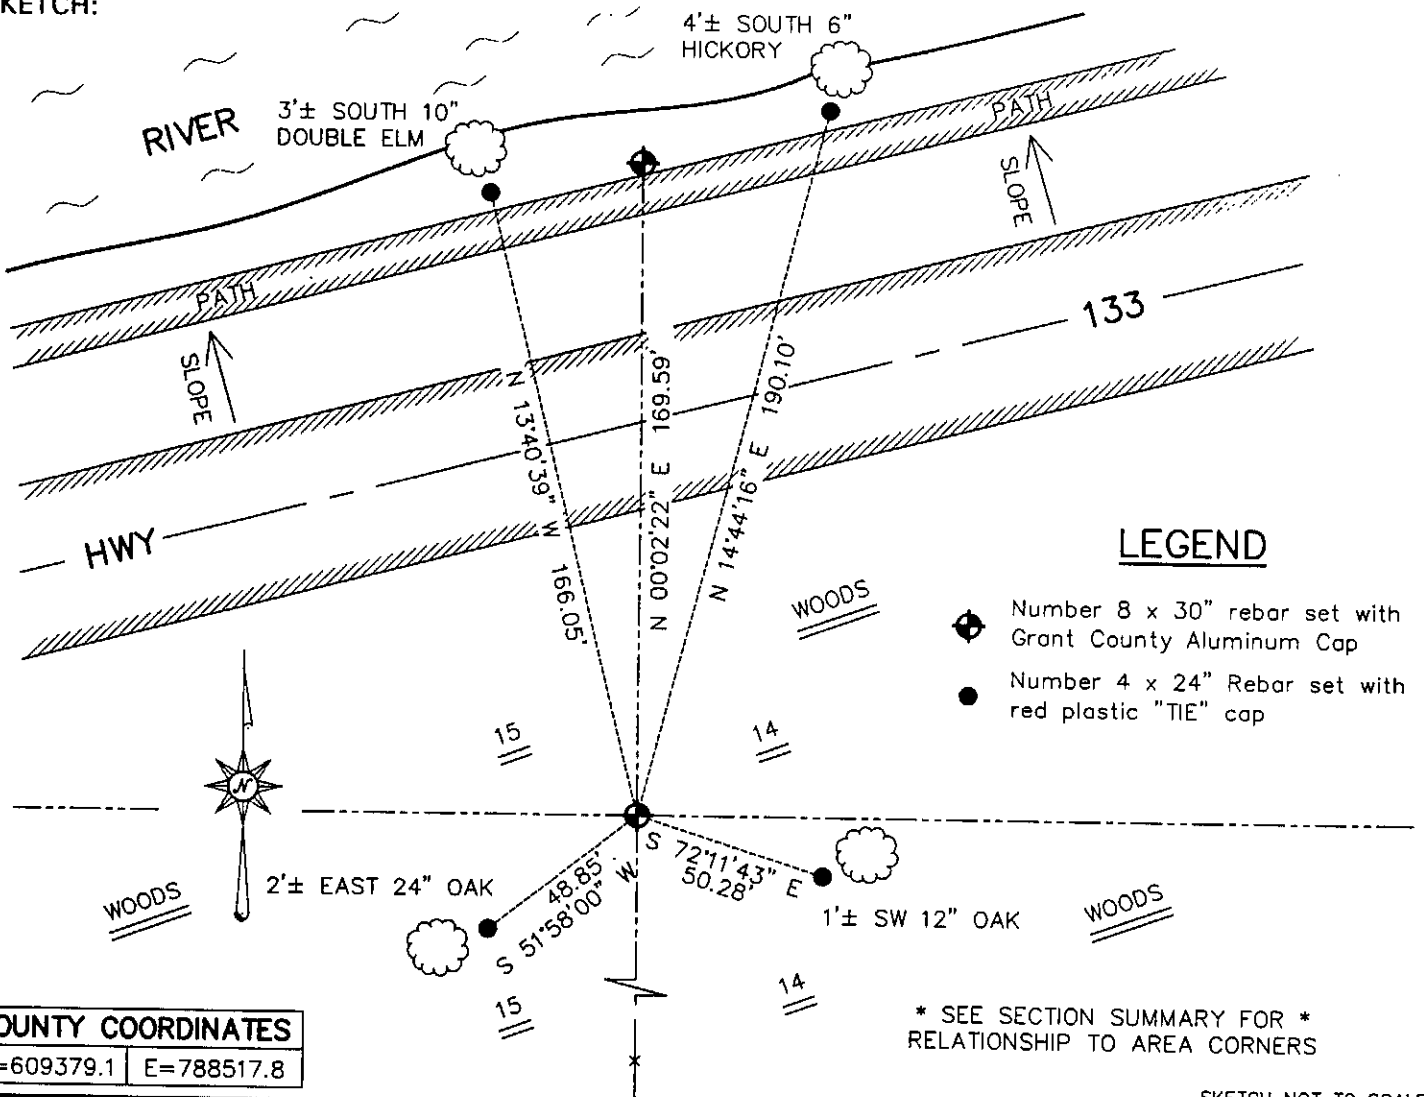 KETCH:
4'± SOUTH 6"
HICKORY
3'± SOUTH 10"
DOUBLE ELM
RIVER
PATH
SLOPE
PATH
SLOPE
133
HWY
N 13°40'39" W 166.05'
N 00°02'22" E 169.59'
N 14°44'16" E 190.10'
LEGEND
Number 8 x 30" rebar set with
Grant County Aluminum Cap
Number 4 x 24" Rebar set with
red plastic "TIE" cap
WOODS
15
14
N
2'± EAST 24" OAK
48.85'
S 51°58'00" W
S 72°11'43" E
50.28'
1'± SW 12" OAK
WOODS
WOODS
15
14
* SEE SECTION SUMMARY FOR *
RELATIONSHIP TO AREA CORNERS
OUNTY COORDINATES
=609379.1 E=788517.8
SKETCH NOT TO SCALE